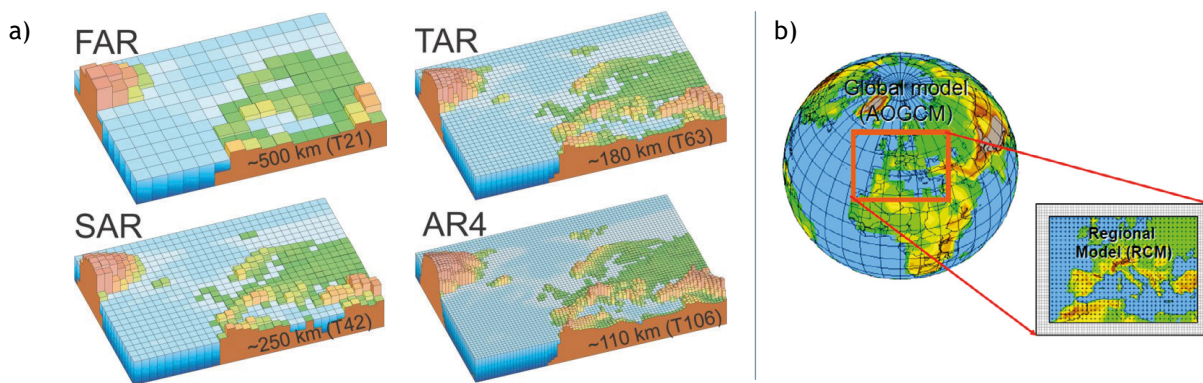 a)
FAR
~500 km (T21)
TAR
~180 km (T63)
SAR
~250 km (T42)
AR4
~110 km (T106)
b)
Global model
(AOGCM)
Regional
Model (RCM)